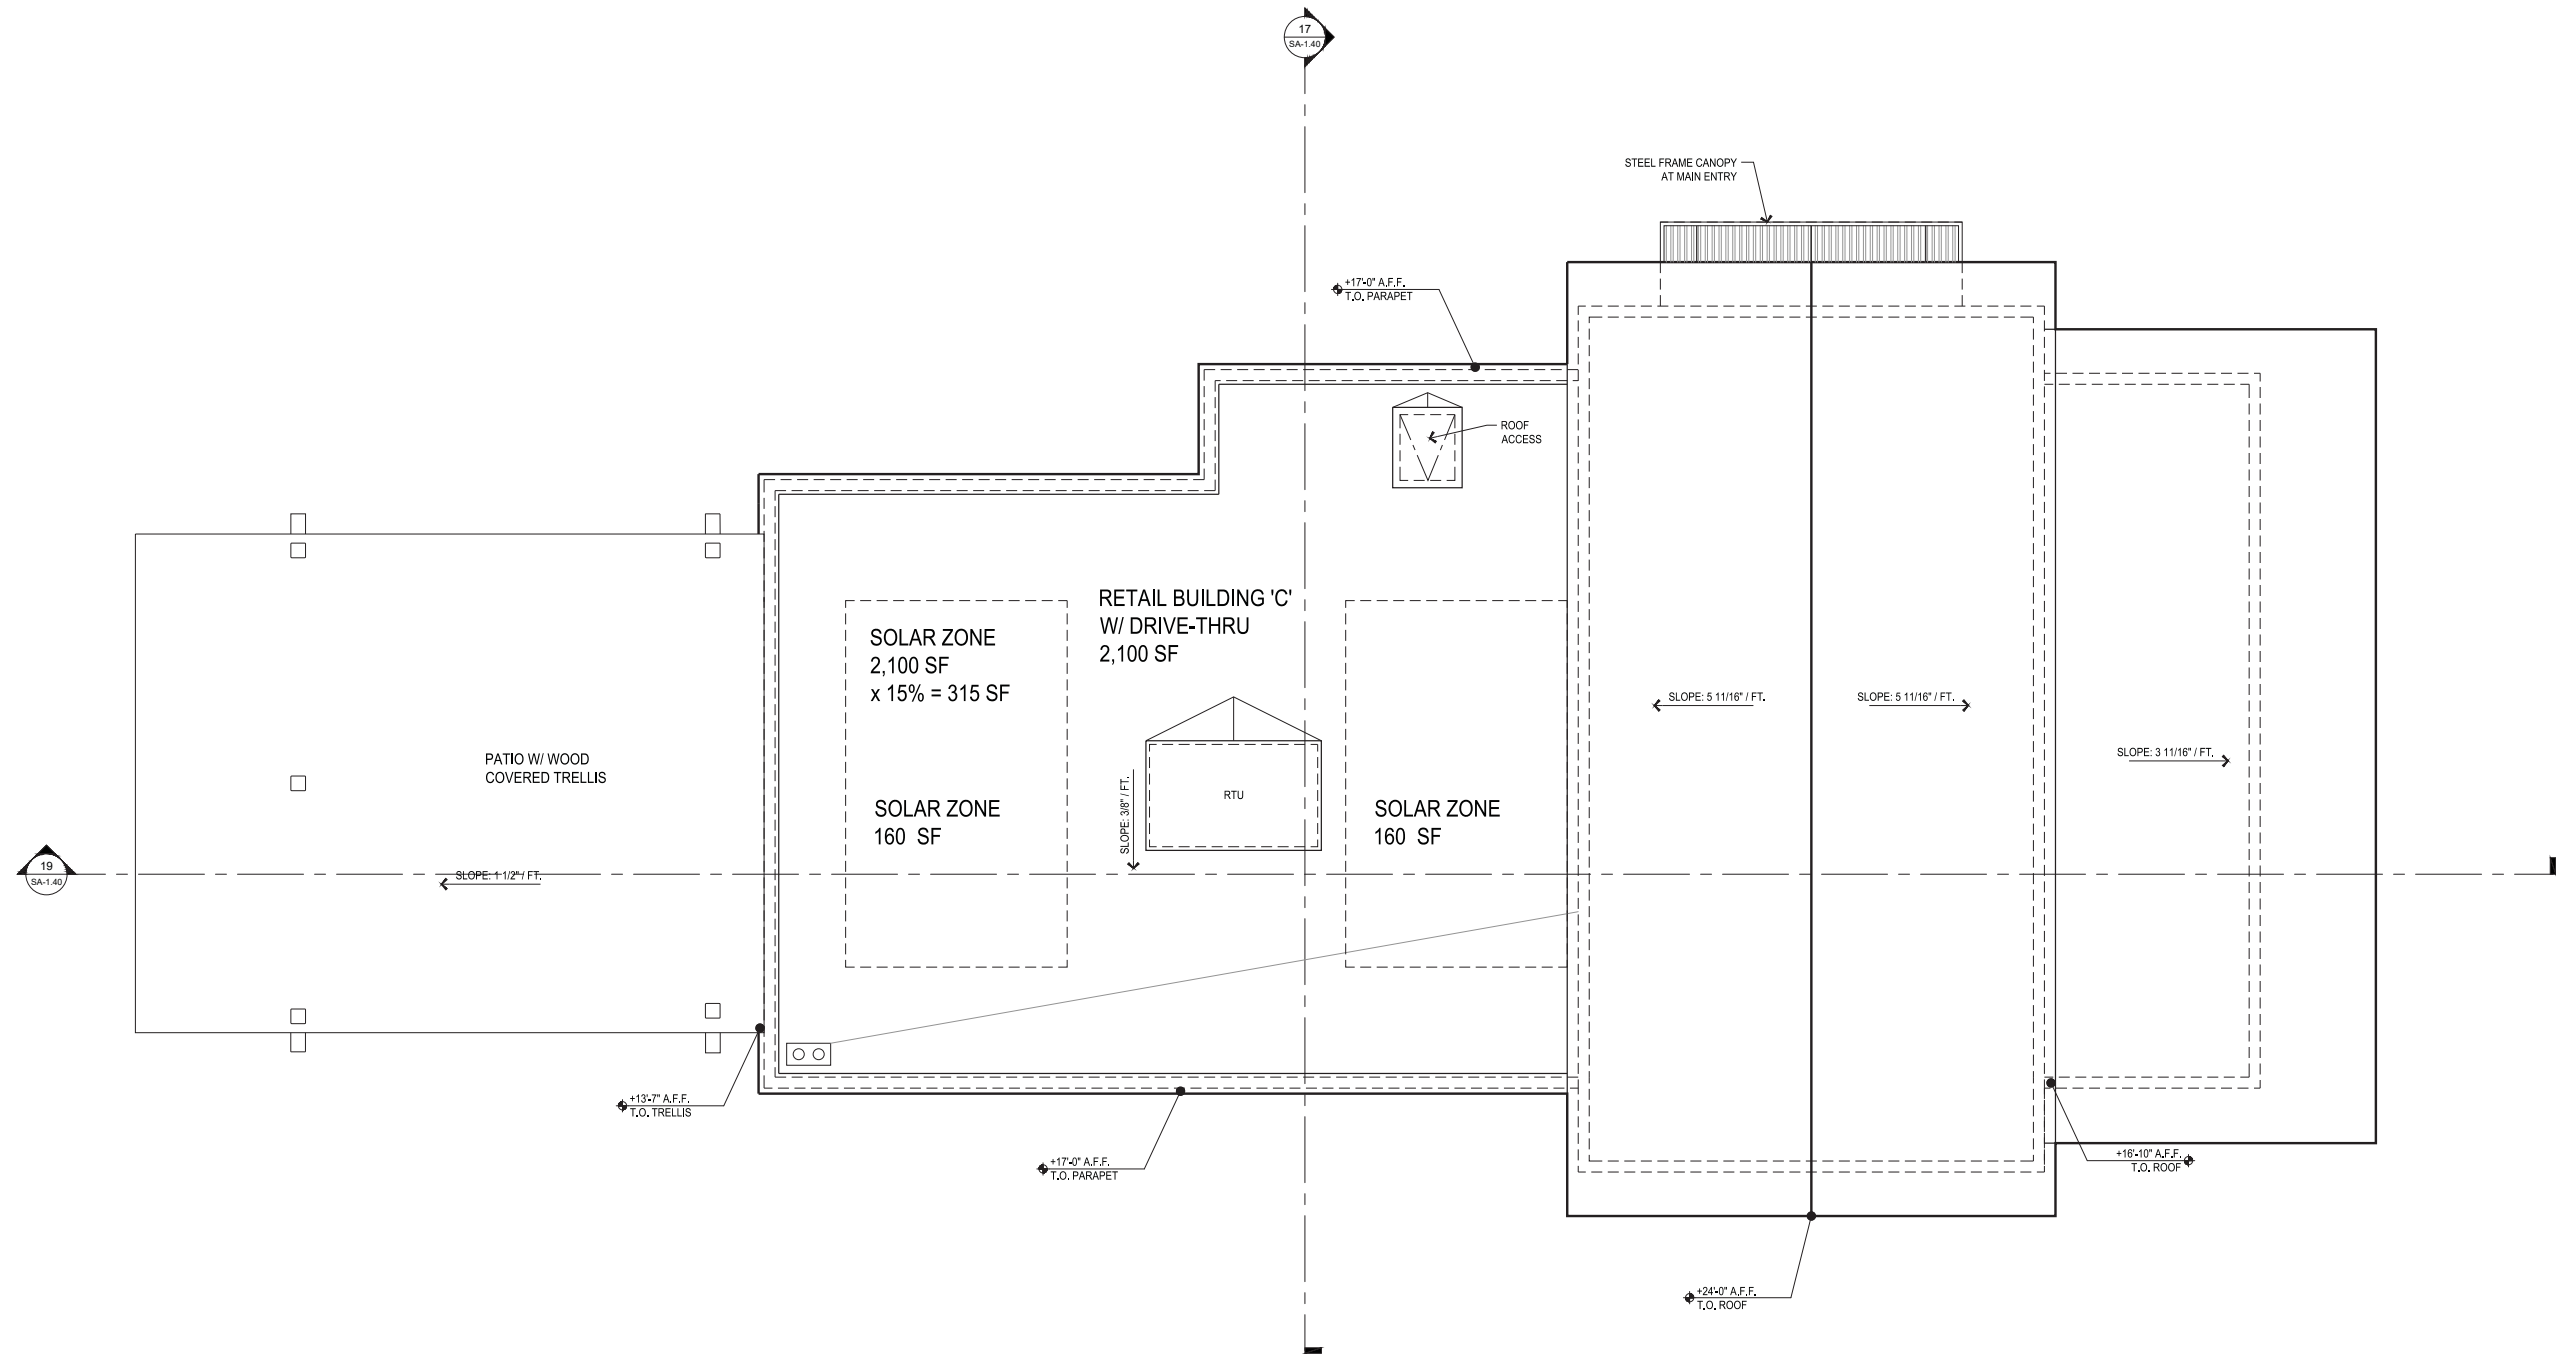 17
SA-1.40
STEEL FRAME CANOPY
AT MAIN ENTRY
+17'-0" A.F.F.
T.O. PARAPET
ROOF
ACCESS
RETAIL BUILDING 'C'
W/ DRIVE-THRU
2,100 SF
SOLAR ZONE
2,100 SF
x 15% = 315 SF
SLOPE: 5 11/16" / FT.
SLOPE: 5 11/16" / FT.
SLOPE: 3 11/16" / FT.
PATIO W/ WOOD
COVERED TRELLIS
SOLAR ZONE
160 SF
SLOPE: 3/8" / FT.
RTU
SOLAR ZONE
160 SF
19
SA-1.40
SLOPE: 1 1/2" / FT.
+13'-7" A.F.F.
T.O. TRELLIS
+17'-0" A.F.F.
T.O. PARAPET
+16'-10" A.F.F.
T.O. ROOF
+24'-0" A.F.F.
T.O. ROOF